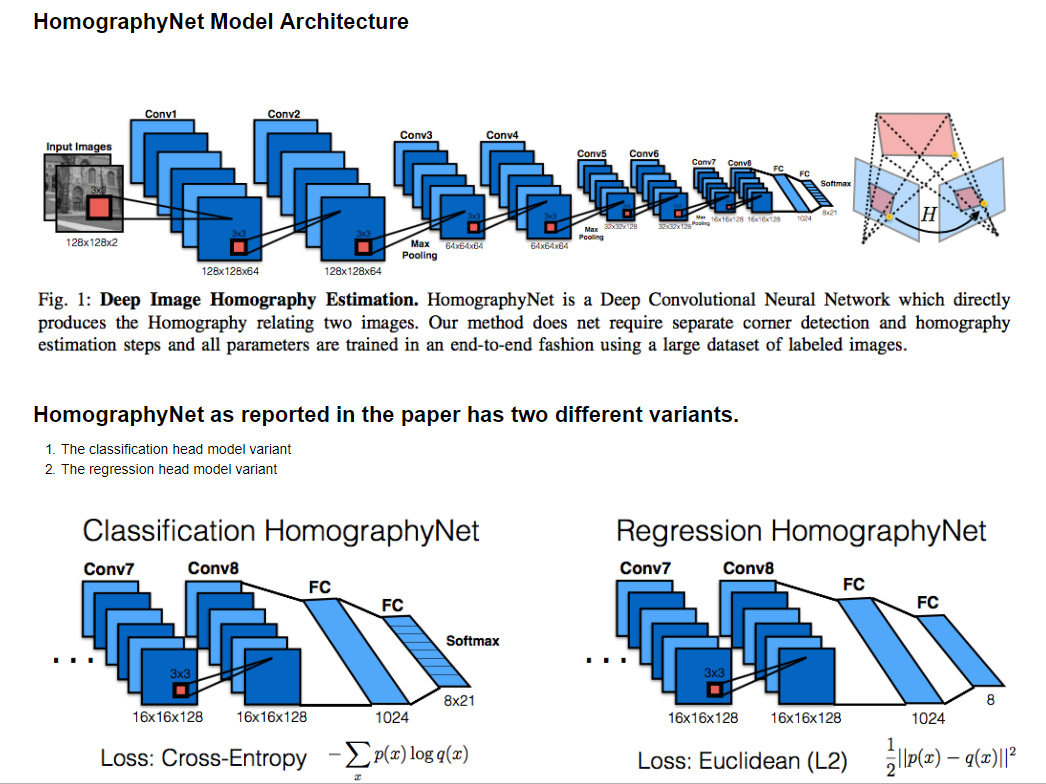 HomographyNet Model Architecture
Conv1
Conv2
Conv3
Conv4
Conv5
Conv6
Conv7
Conv8
FC
FC
Softmax
Input Images
3x3
3x3
3x3
3x3
3x3
128x128x2
128x128x64
128x128x64
Max
Pooling
64x64x64
64x64x64
Max
Pooling
32x32x128
32x32x128
Max
Pooling
16x16x128
16x16x128
1024
8x21
H
Fig. 1: Deep Image Homography Estimation. HomographyNet is a Deep Convolutional Neural Network which directly
produces the Homography relating two images. Our method does net require separate corner detection and homography
estimation steps and all parameters are trained in an end-to-end fashion using a large dataset of labeled images.
HomographyNet as reported in the paper has two different variants.
1. The classification head model variant
2. The regression head model variant
Classification HomographyNet
Conv7
Conv8
FC
FC
Softmax
. . .
3x3
16x16x128
16x16x128
1024
8x21
Loss: Cross-Entropy − ∑ₓ p(x) log q(x)
Regression HomographyNet
Conv7
Conv8
FC
FC
. . .
3x3
16x16x128
16x16x128
1024
8
Loss: Euclidean (L2) 1/2 ||p(x) − q(x)||²